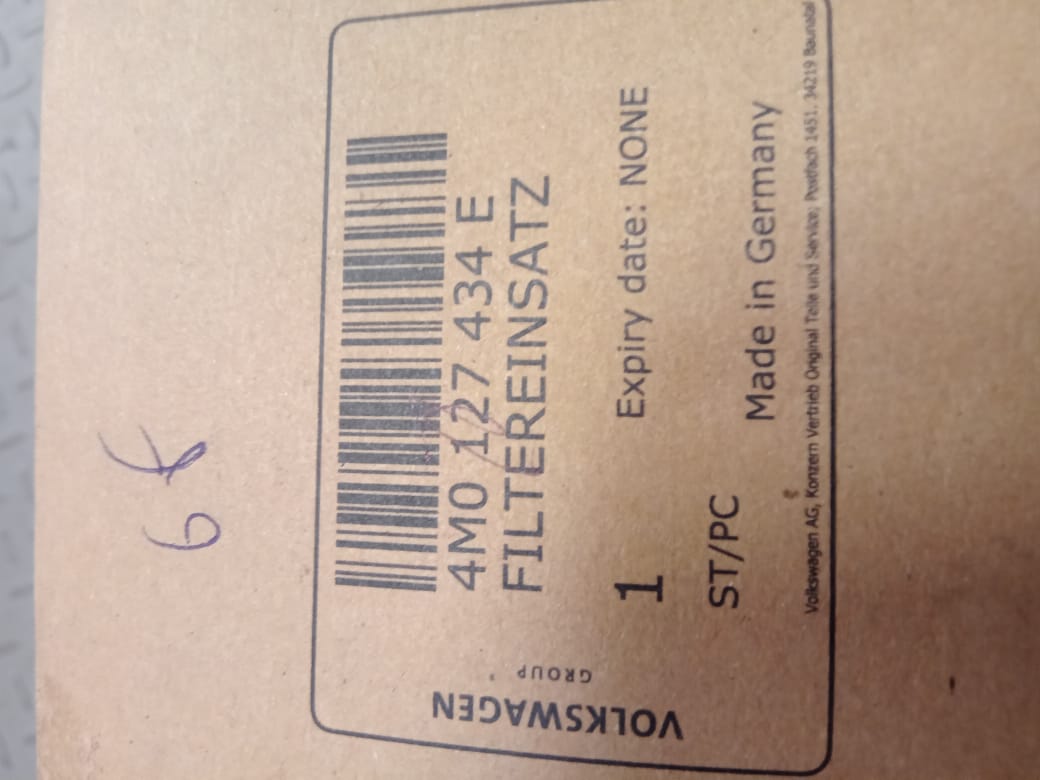 4M0 127 434 E
FILTEREINSATZ
1 Expiry date: NONE
ST/PC
Made in Germany
Volkswagen AG, Konzern Vertrieb Original Teile und Service; Postfach 1451, 34219 Baunatal
VOLKSWAGEN
GROUP